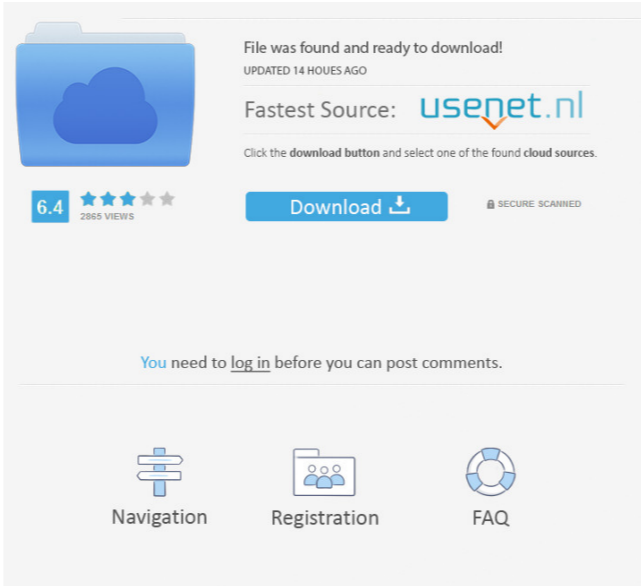 File was found and ready to download!
UPDATED 14 HOUES AGO
Fastest Source: usenet.nl
Click the download button and select one of the found cloud sources.
6.4
2865 VIEWS
Download
SECURE SCANNED
You need to log in before you can post comments.
Navigation
Registration
FAQ